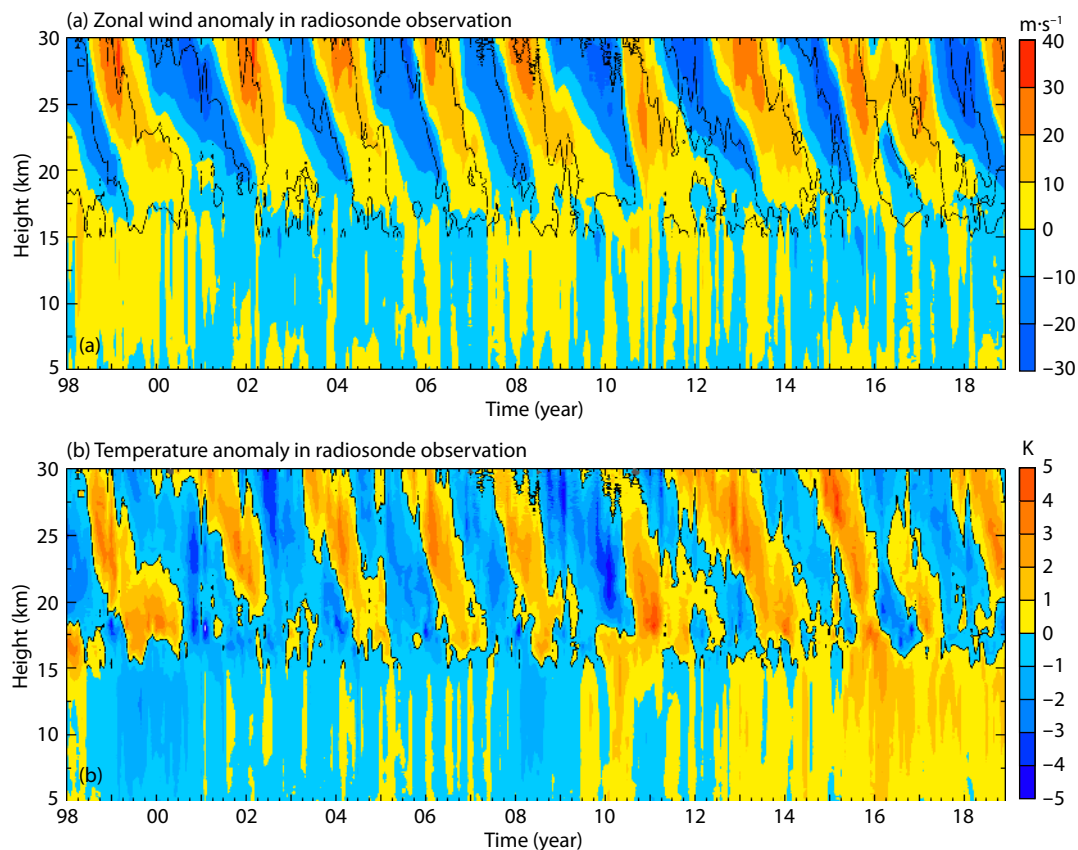 (a) Zonal wind anomaly in radiosonde observation
m·s⁻¹
30
25
20
15
10
5
Height (km)
(a)
98 00 02 04 06 08 10 12 14 16 18
Time (year)
40
30
20
10
0
−10
−20
−30
(b) Temperature anomaly in radiosonde observation
K
30
25
20
15
10
5
Height (km)
(b)
98 00 02 04 06 08 10 12 14 16 18
Time (year)
5
4
3
2
1
0
−1
−2
−3
−4
−5